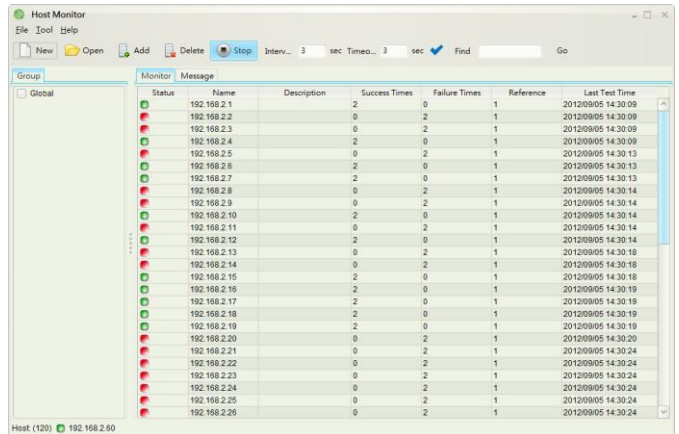 Host Monitor
File Tool Help
New Open Add Delete Stop Interv... 3 sec Timeo... 3 sec Find Go
Group Monitor Message
Global
Status Name Description Success Times Failure Times Reference Last Test Time
192.168.2.1 2 0 1 2012/09/05 14:30:09
192.168.2.2 0 2 1 2012/09/05 14:30:09
192.168.2.3 0 2 1 2012/09/05 14:30:09
192.168.2.4 2 0 1 2012/09/05 14:30:09
192.168.2.5 0 2 1 2012/09/05 14:30:13
192.168.2.6 2 0 1 2012/09/05 14:30:13
192.168.2.7 2 0 1 2012/09/05 14:30:13
192.168.2.8 0 2 1 2012/09/05 14:30:14
192.168.2.9 0 2 1 2012/09/05 14:30:14
192.168.2.10 2 0 1 2012/09/05 14:30:14
192.168.2.11 0 2 1 2012/09/05 14:30:14
192.168.2.12 2 0 1 2012/09/05 14:30:14
192.168.2.13 0 2 1 2012/09/05 14:30:18
192.168.2.14 0 2 1 2012/09/05 14:30:18
192.168.2.15 2 0 1 2012/09/05 14:30:18
192.168.2.16 2 0 1 2012/09/05 14:30:19
192.168.2.17 2 0 1 2012/09/05 14:30:19
192.168.2.18 2 0 1 2012/09/05 14:30:19
192.168.2.19 2 0 1 2012/09/05 14:30:19
192.168.2.20 0 2 1 2012/09/05 14:30:20
192.168.2.21 0 2 1 2012/09/05 14:30:24
192.168.2.22 0 2 1 2012/09/05 14:30:24
192.168.2.23 0 2 1 2012/09/05 14:30:24
192.168.2.24 0 2 1 2012/09/05 14:30:24
192.168.2.25 0 2 1 2012/09/05 14:30:24
192.168.2.26 0 2 1 2012/09/05 14:30:24
Host: (120) 192.168.2.60